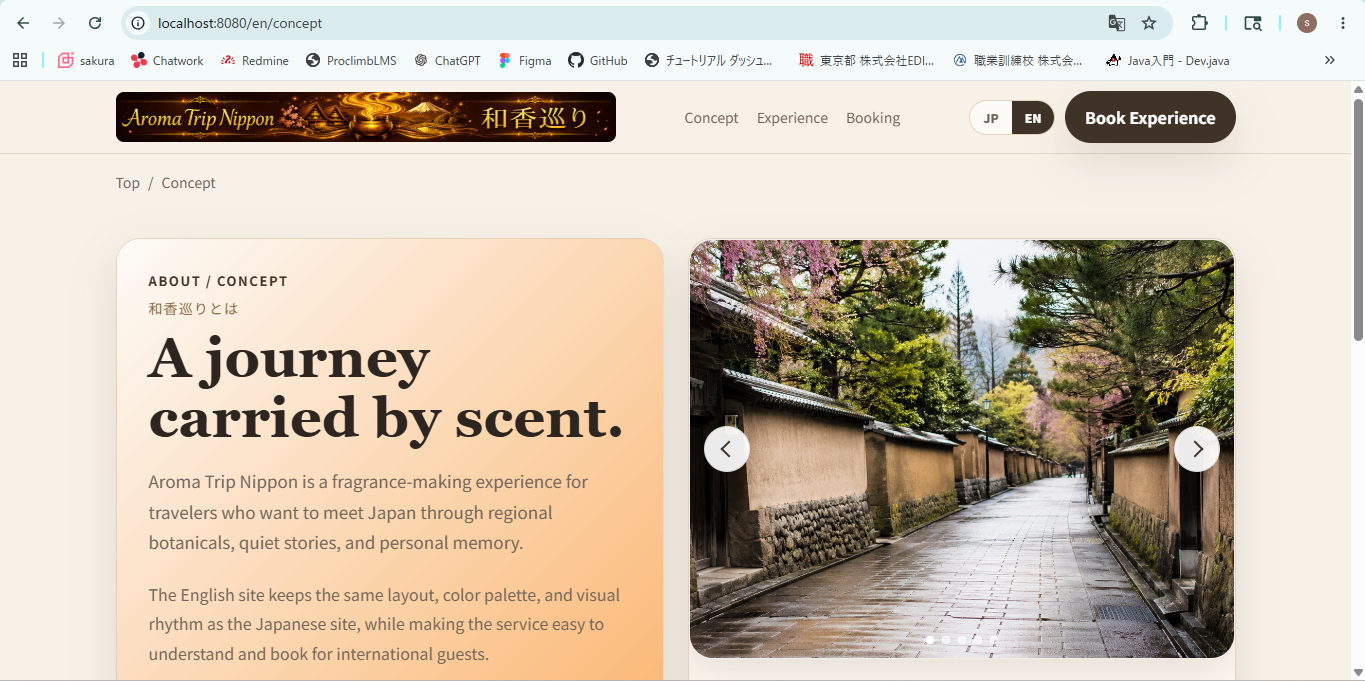 localhost:8080/en/concept
S
sakura
Chatwork
Redmine
ProclimbLMS
ChatGPT
Figma
GitHub
チュートリアル ダッシュ...
職 東京都 株式会社EDI...
職業訓練校 株式会社...
Java入門 - Dev.java
Aroma Trip Nippon 和香巡り
Concept
Experience
Booking
JP
EN
Book Experience
Top / Concept
ABOUT / CONCEPT
和香巡りとは
A journey
carried by scent.
Aroma Trip Nippon is a fragrance-making experience for
travelers who want to meet Japan through regional
botanicals, quiet stories, and personal memory.
The English site keeps the same layout, color palette, and visual
rhythm as the Japanese site, while making the service easy to
understand and book for international guests.